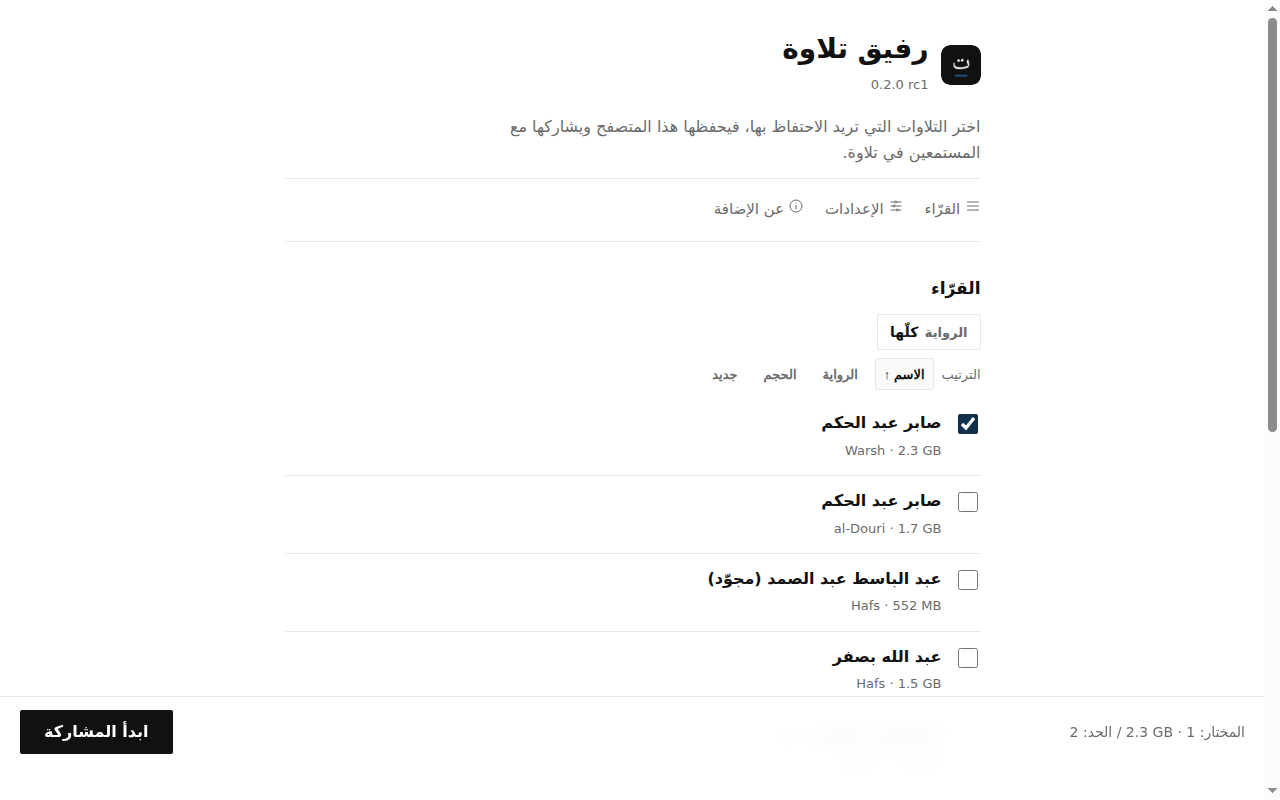 ت
رفيق تلاوة
0.2.0 rc1
اختر التلاوات التي تريد الاحتفاظ بها، فيحفظها هذا المتصفح ويشاركها مع
المستمعين في تلاوة.
القرّاء الإعدادات عن الإضافة
القرّاء
الرواية كلّها
الترتيب الاسم ↑ الرواية الحجم جديد
صابر عبد الحكم
Warsh · 2.3 GB
صابر عبد الحكم
al-Douri · 1.7 GB
عبد الباسط عبد الصمد (مجوّد)
Hafs · 552 MB
عبد الله بصفر
Hafs · 1.5 GB
المختار: 1 · 2.3 GB / الحد: 2
ابدأ المشاركة